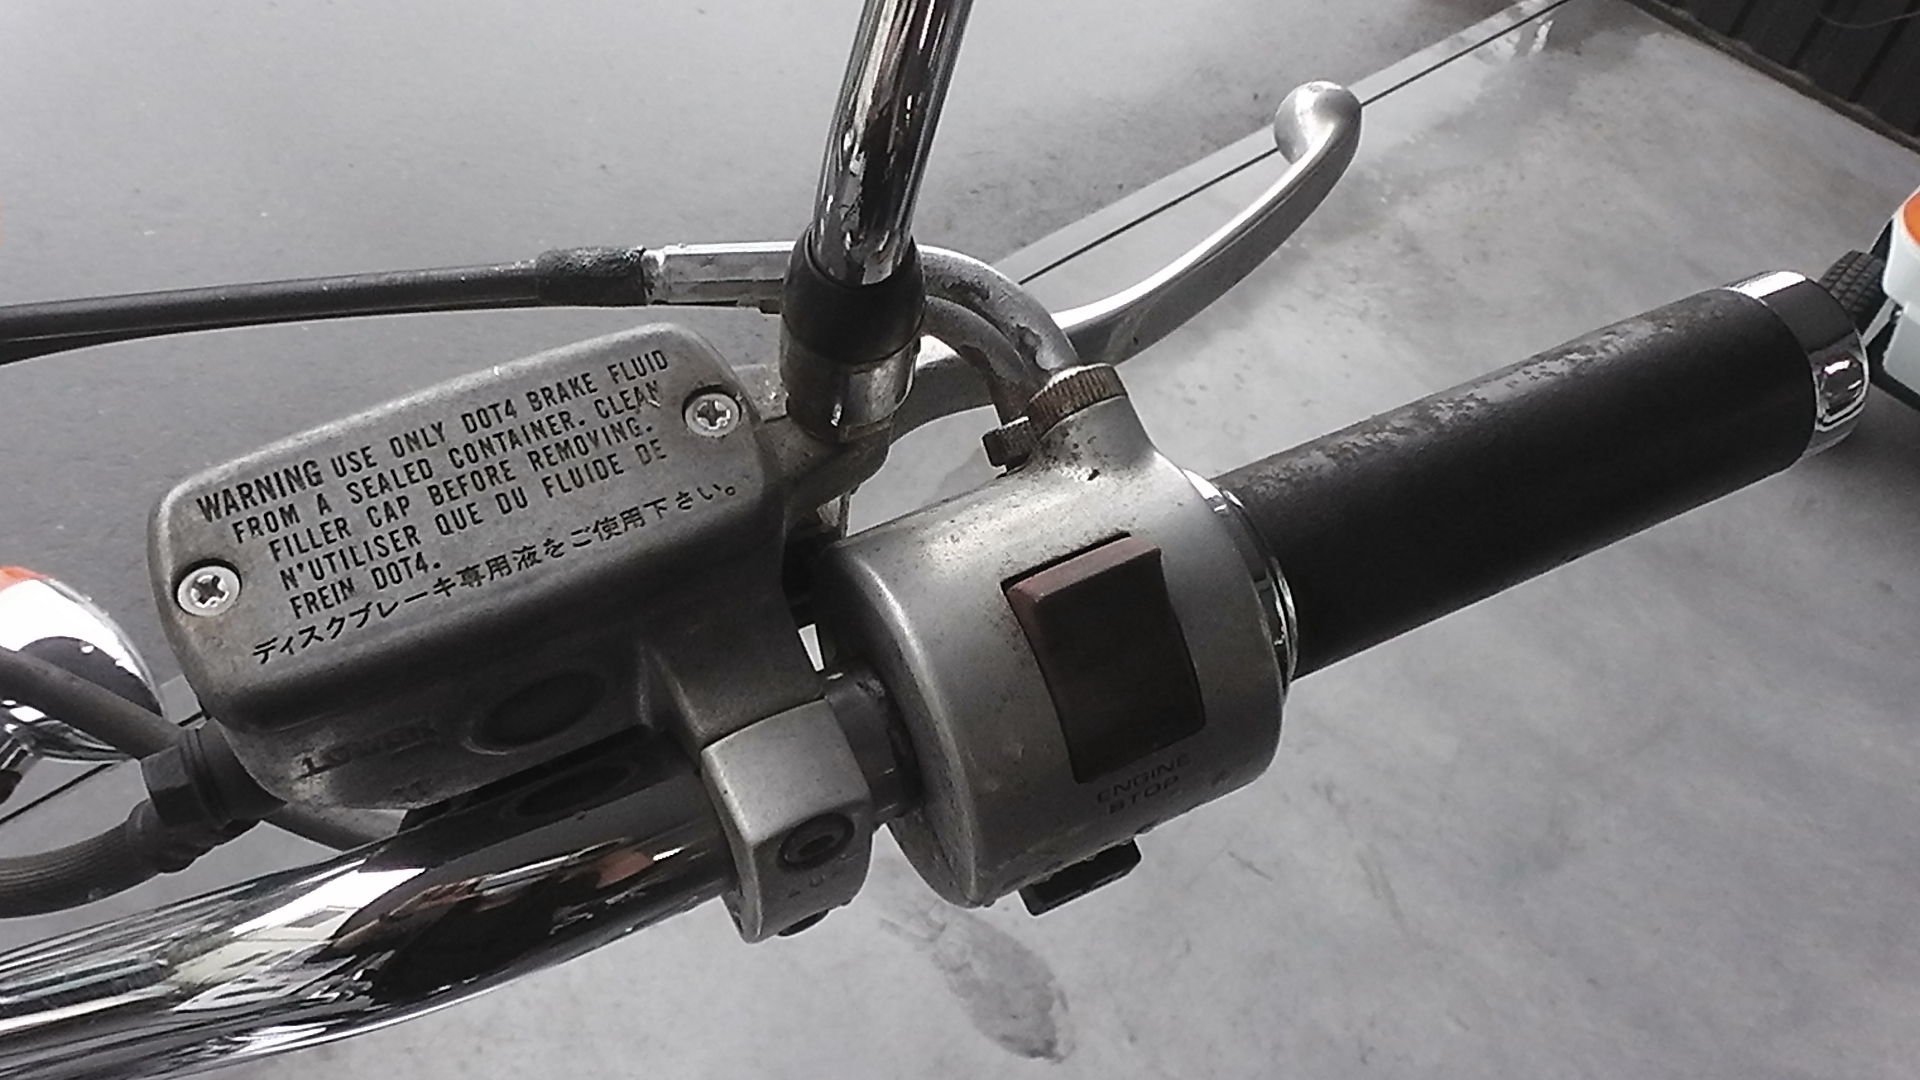 WARNING USE ONLY DOT4 BRAKE FLUID
FROM A SEALED CONTAINER. CLEAN
FILLER CAP BEFORE REMOVING.
N'UTILISER QUE DU FLUIDE DE
FREIN DOT4.
ディスクブレーキ専用液をご使用下さい。
LOWER
ENGINE
STOP